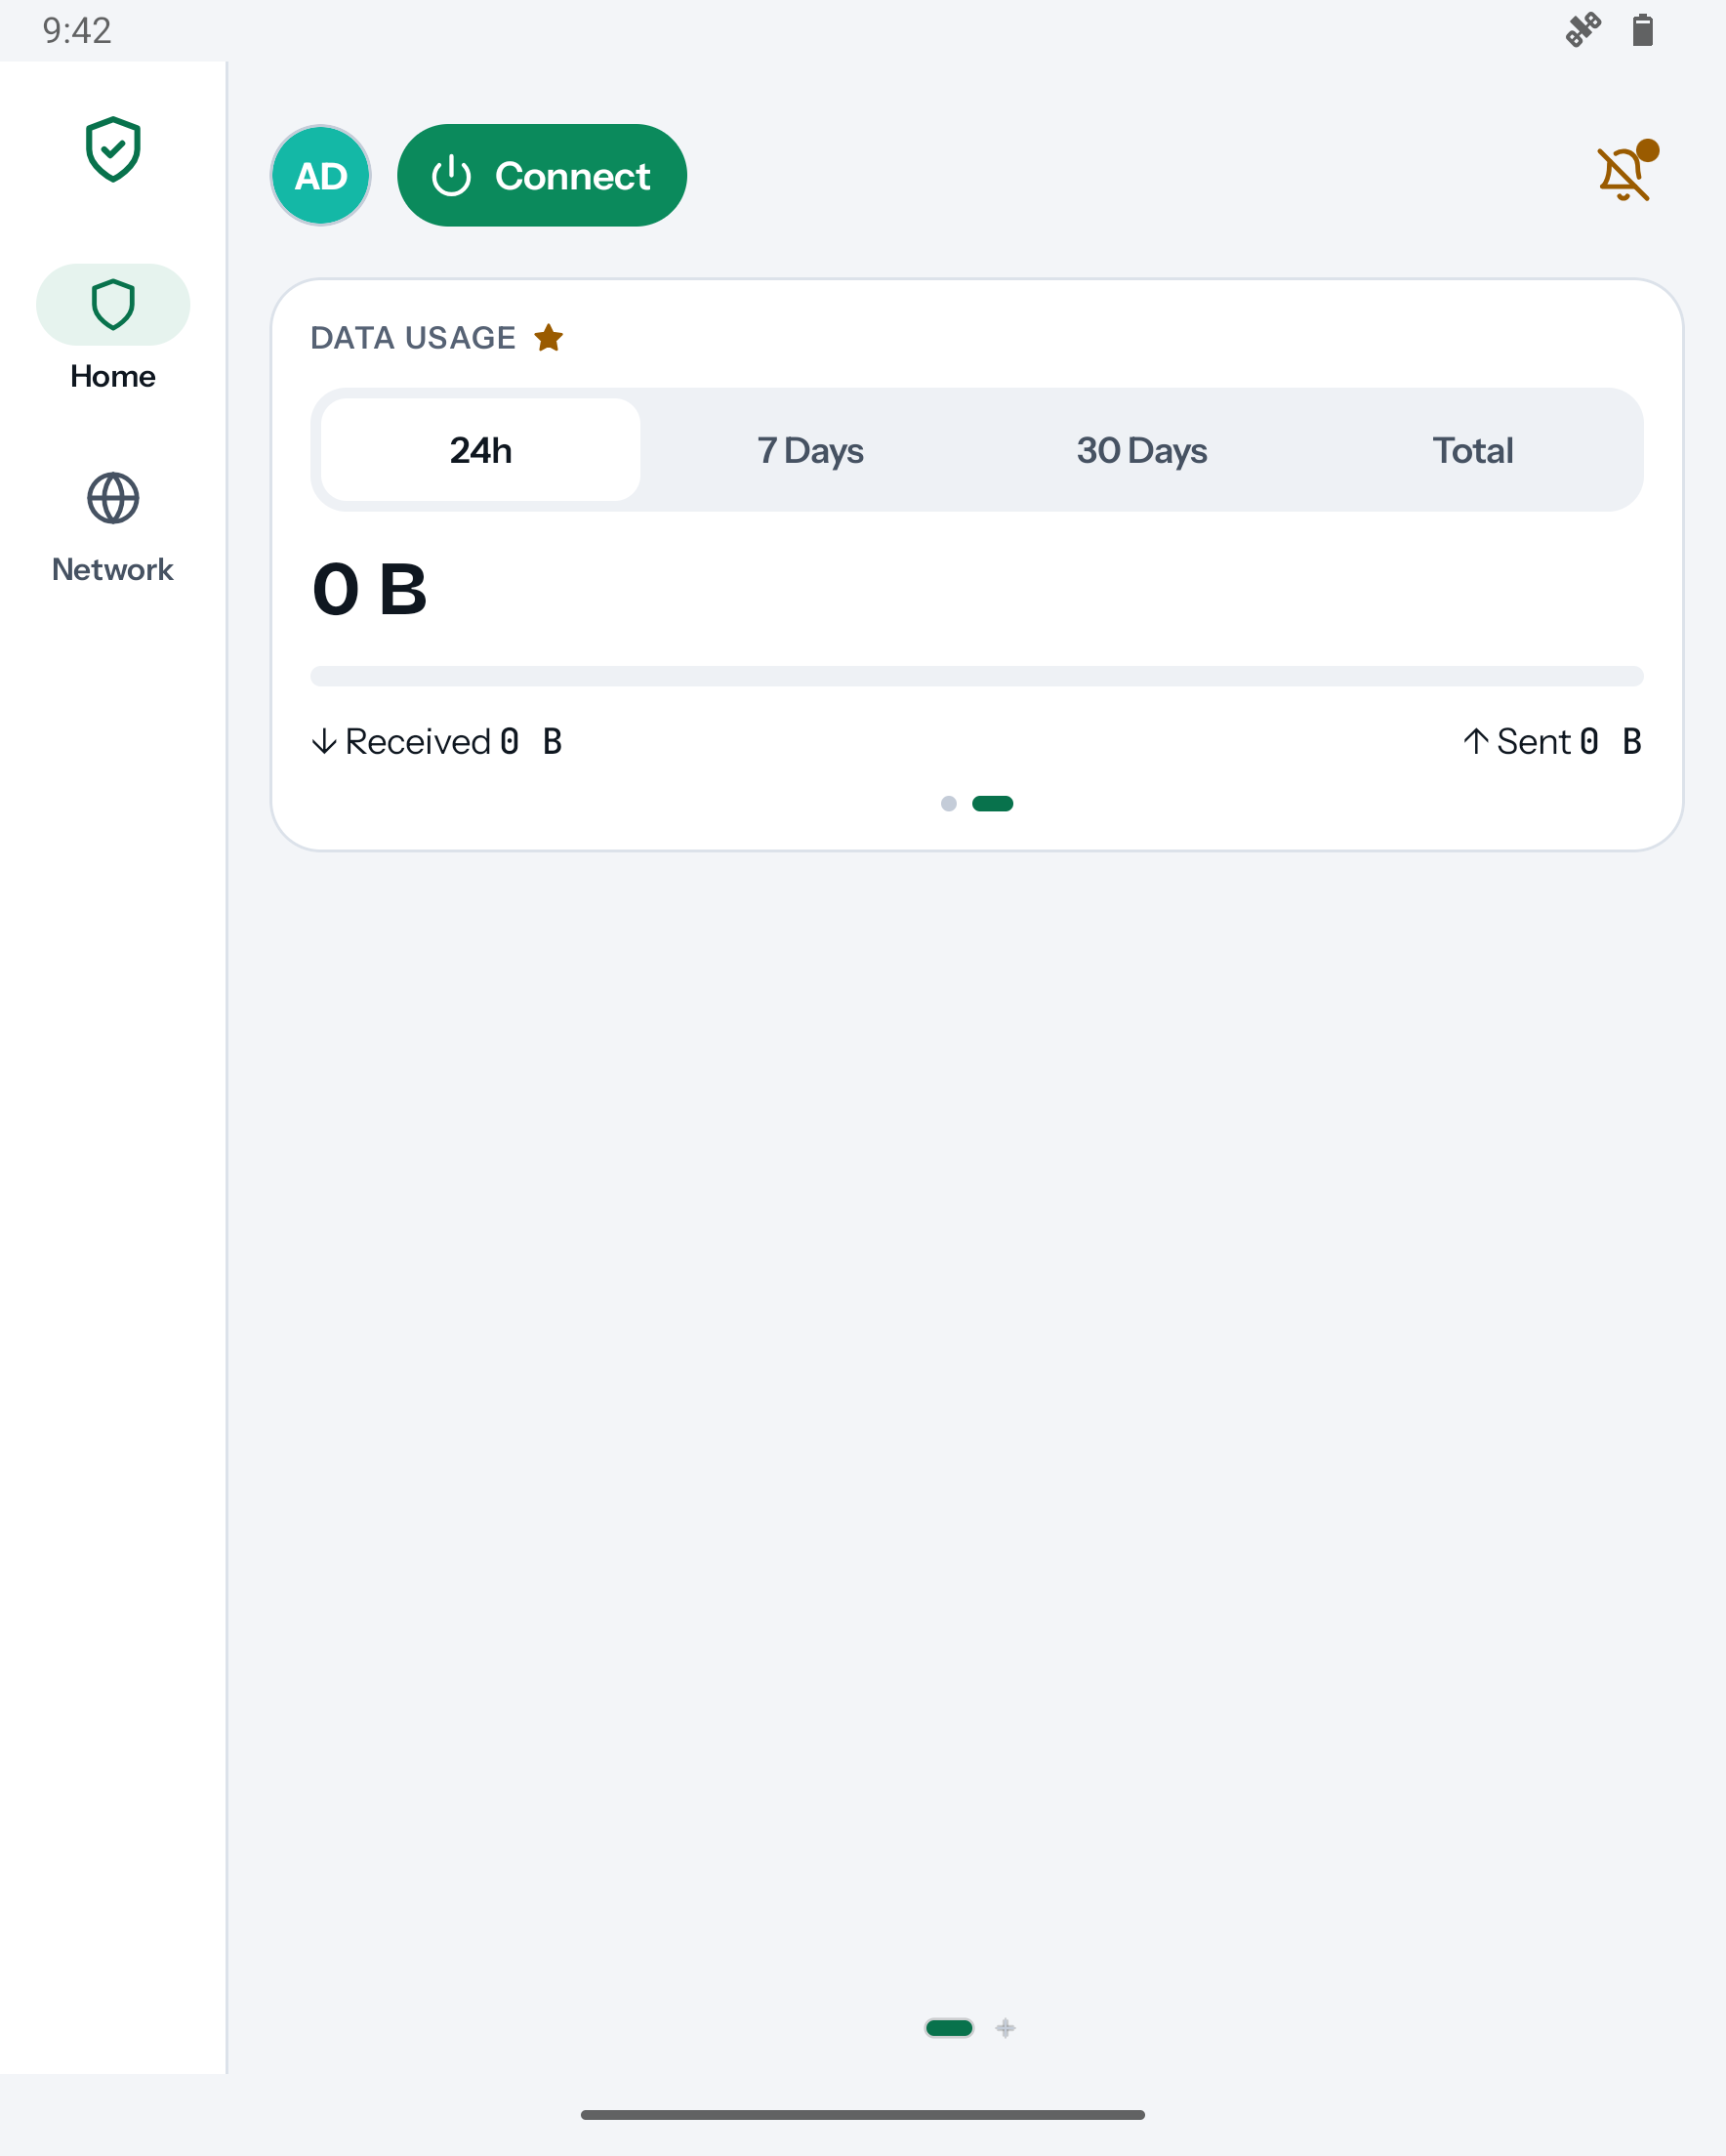 9:42
AD
Connect
Home
Network
DATA USAGE
24h
7 Days
30 Days
Total
0 B
Received 0 B
Sent 0 B